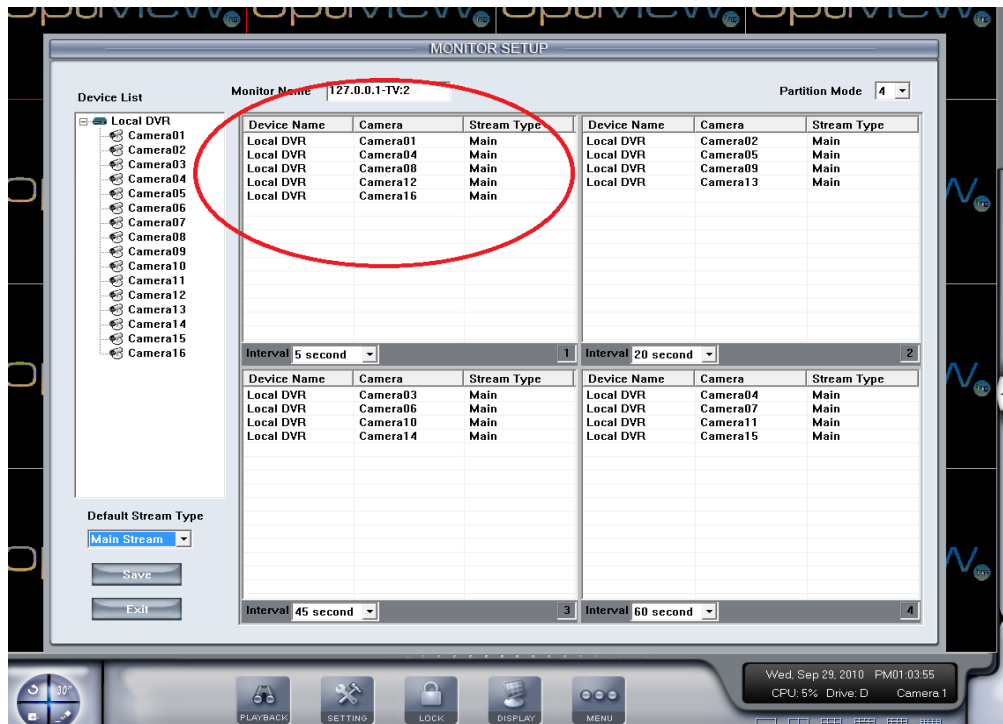 MONITOR SETUP
Device List
Monitor Name 127.0.0.1-TV:2
Partition Mode 4
Local DVR
Camera01
Camera02
Camera03
Camera04
Camera05
Camera06
Camera07
Camera08
Camera09
Camera10
Camera11
Camera12
Camera13
Camera14
Camera15
Camera16
Device Name Camera Stream Type
Local DVR Camera01 Main
Local DVR Camera04 Main
Local DVR Camera08 Main
Local DVR Camera12 Main
Local DVR Camera16 Main
Interval 5 second 1
Device Name Camera Stream Type
Local DVR Camera02 Main
Local DVR Camera05 Main
Local DVR Camera09 Main
Local DVR Camera13 Main
Interval 20 second 2
Device Name Camera Stream Type
Local DVR Camera03 Main
Local DVR Camera06 Main
Local DVR Camera10 Main
Local DVR Camera14 Main
Interval 45 second 3
Device Name Camera Stream Type
Local DVR Camera04 Main
Local DVR Camera07 Main
Local DVR Camera11 Main
Local DVR Camera15 Main
Interval 60 second 4
Default Stream Type
Main Stream
Save
Exit
30"
PLAYBACK
SETTING
LOCK
DISPLAY
MENU
Wed, Sep 29, 2010 PM01:03:55
CPU: 5% Drive: D Camera 1